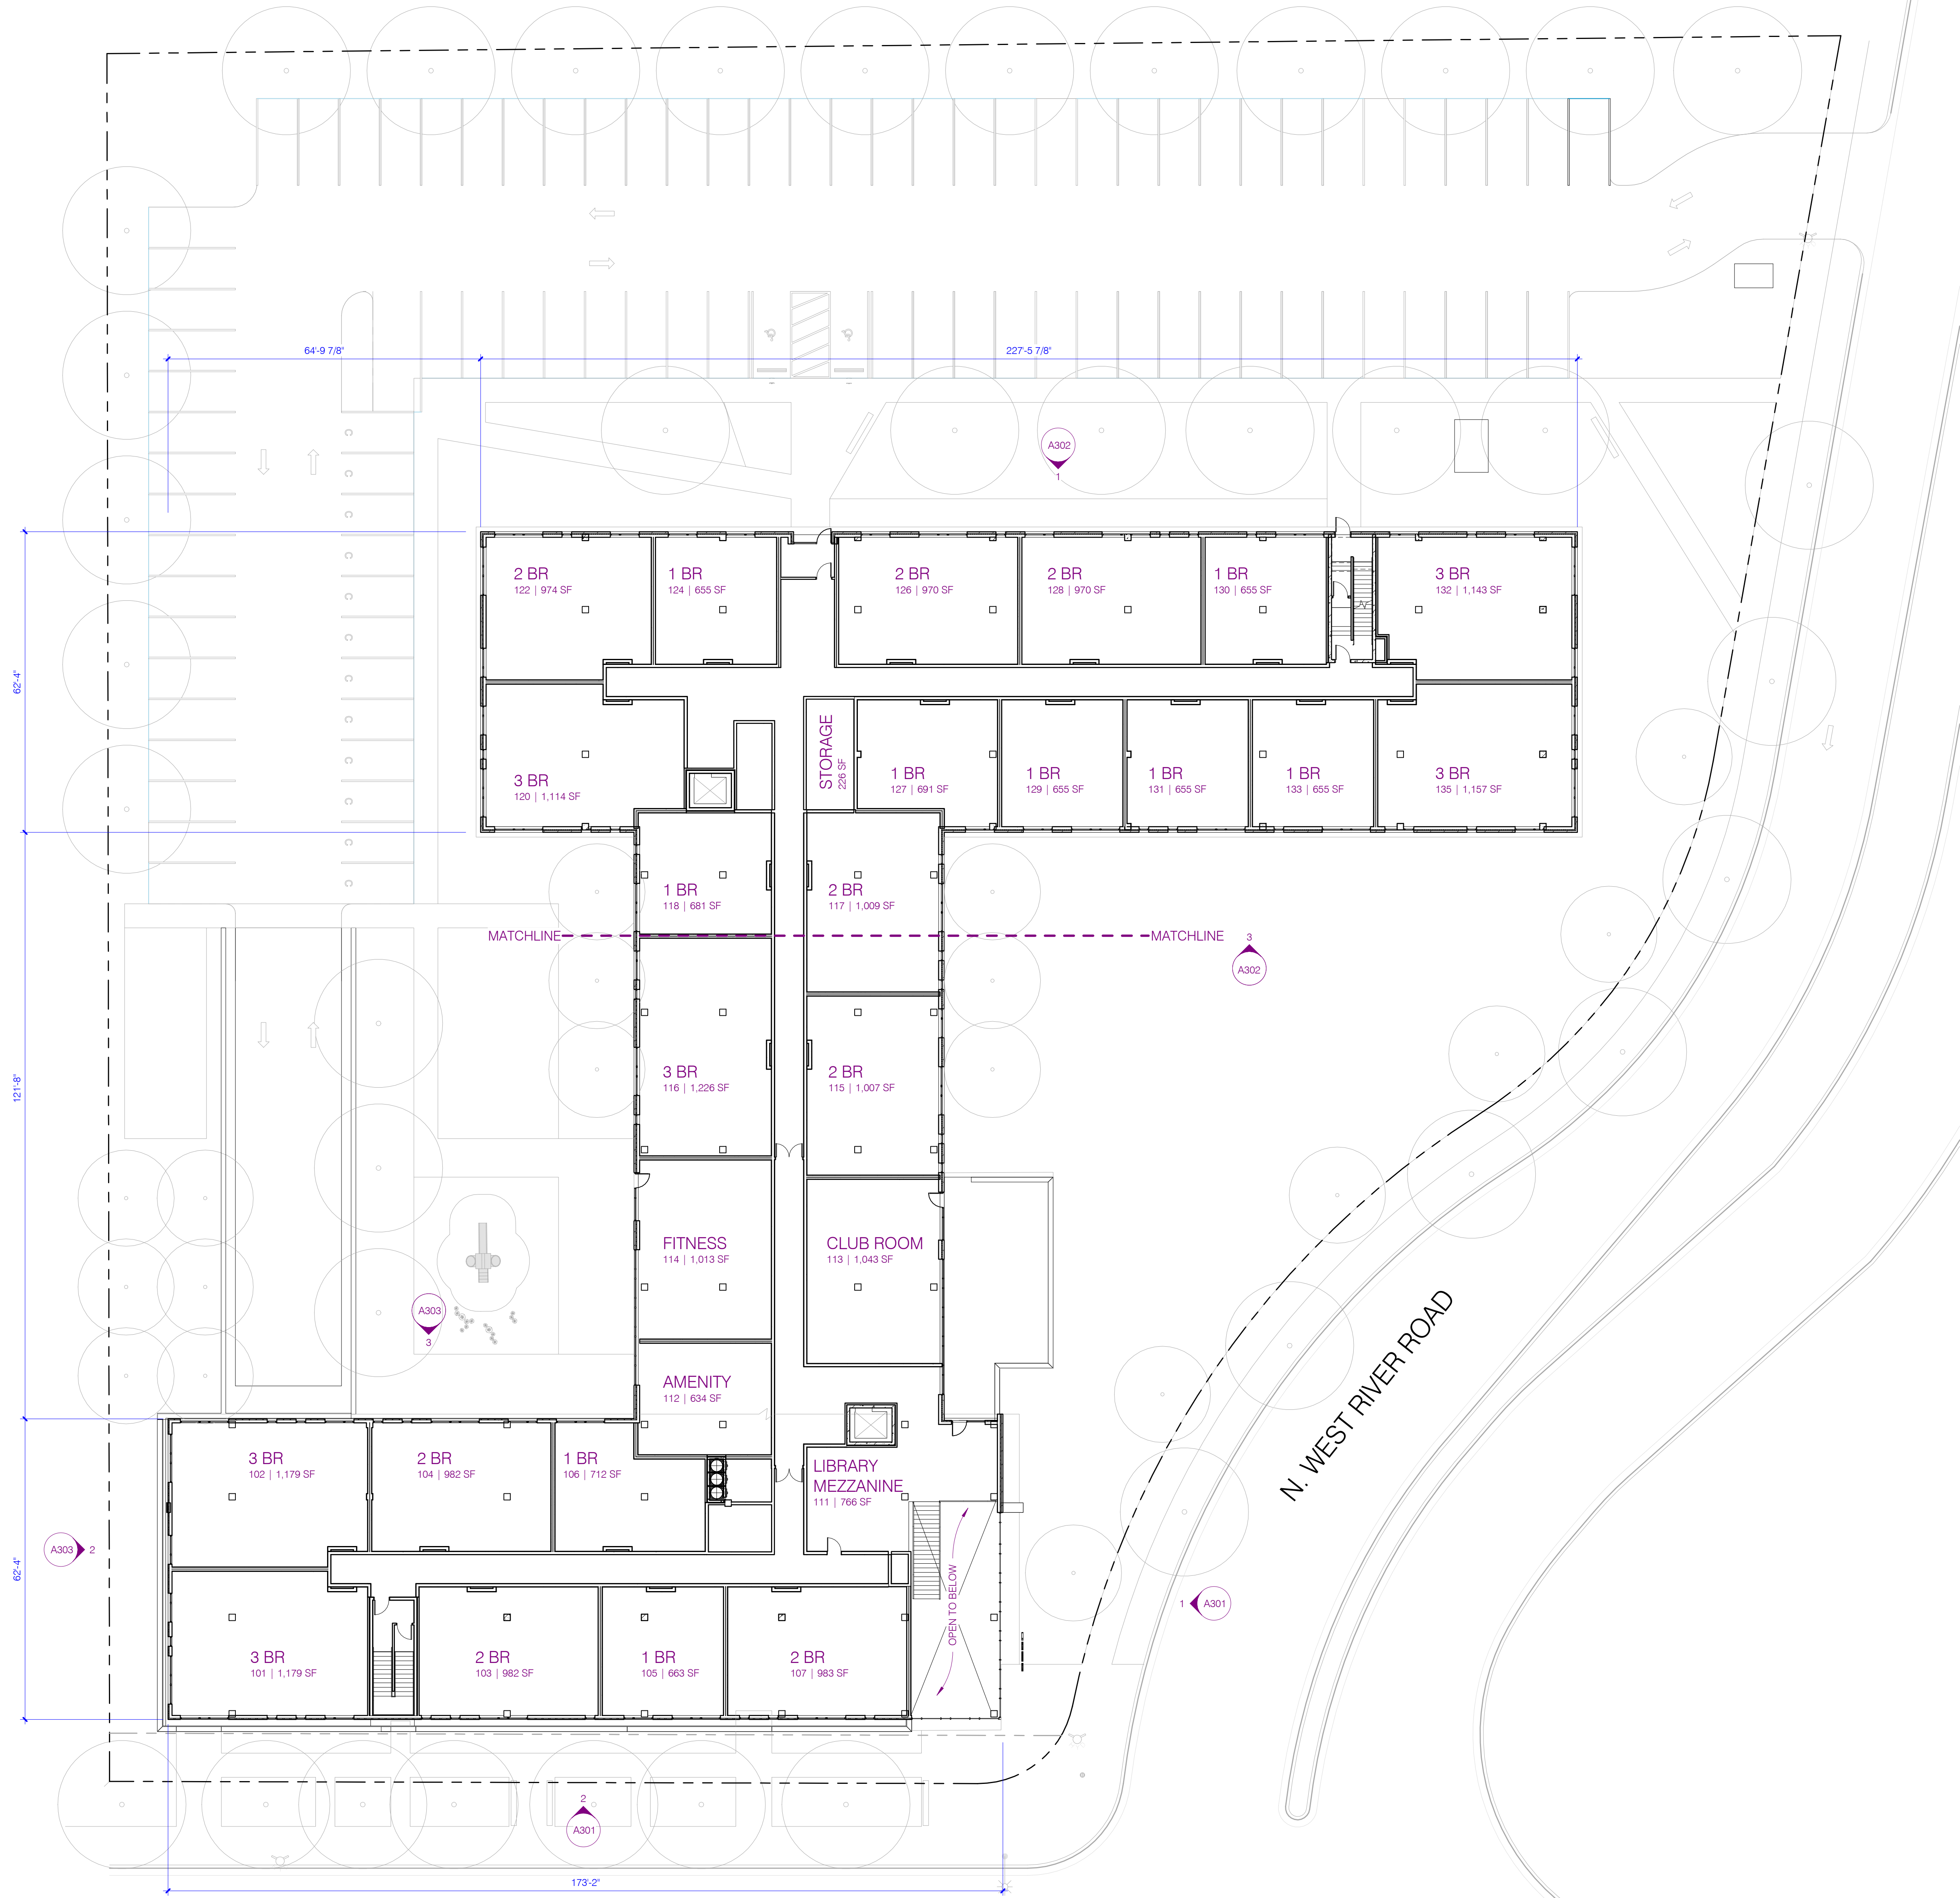 64'-9 7/8"
227'-5 7/8"
A302
1
2 BR
122 | 974 SF
1 BR
124 | 655 SF
2 BR
126 | 970 SF
2 BR
128 | 970 SF
1 BR
130 | 655 SF
3 BR
132 | 1,143 SF
62'-4"
3 BR
120 | 1,114 SF
STORAGE
226 SF
1 BR
127 | 691 SF
1 BR
129 | 655 SF
1 BR
131 | 655 SF
1 BR
133 | 655 SF
3 BR
135 | 1,157 SF
1 BR
118 | 681 SF
2 BR
117 | 1,009 SF
MATCHLINE
MATCHLINE
3
A302
121'-8"
3 BR
116 | 1,226 SF
2 BR
115 | 1,007 SF
FITNESS
114 | 1,013 SF
CLUB ROOM
113 | 1,043 SF
A303
3
N. WEST RIVER ROAD
AMENITY
112 | 634 SF
3 BR
102 | 1,179 SF
2 BR
104 | 982 SF
1 BR
106 | 712 SF
LIBRARY
MEZZANINE
111 | 766 SF
A303
2
62'-4"
OPEN TO BELOW
1
A301
3 BR
101 | 1,179 SF
2 BR
103 | 982 SF
1 BR
105 | 663 SF
2 BR
107 | 983 SF
2
A301
173'-2"